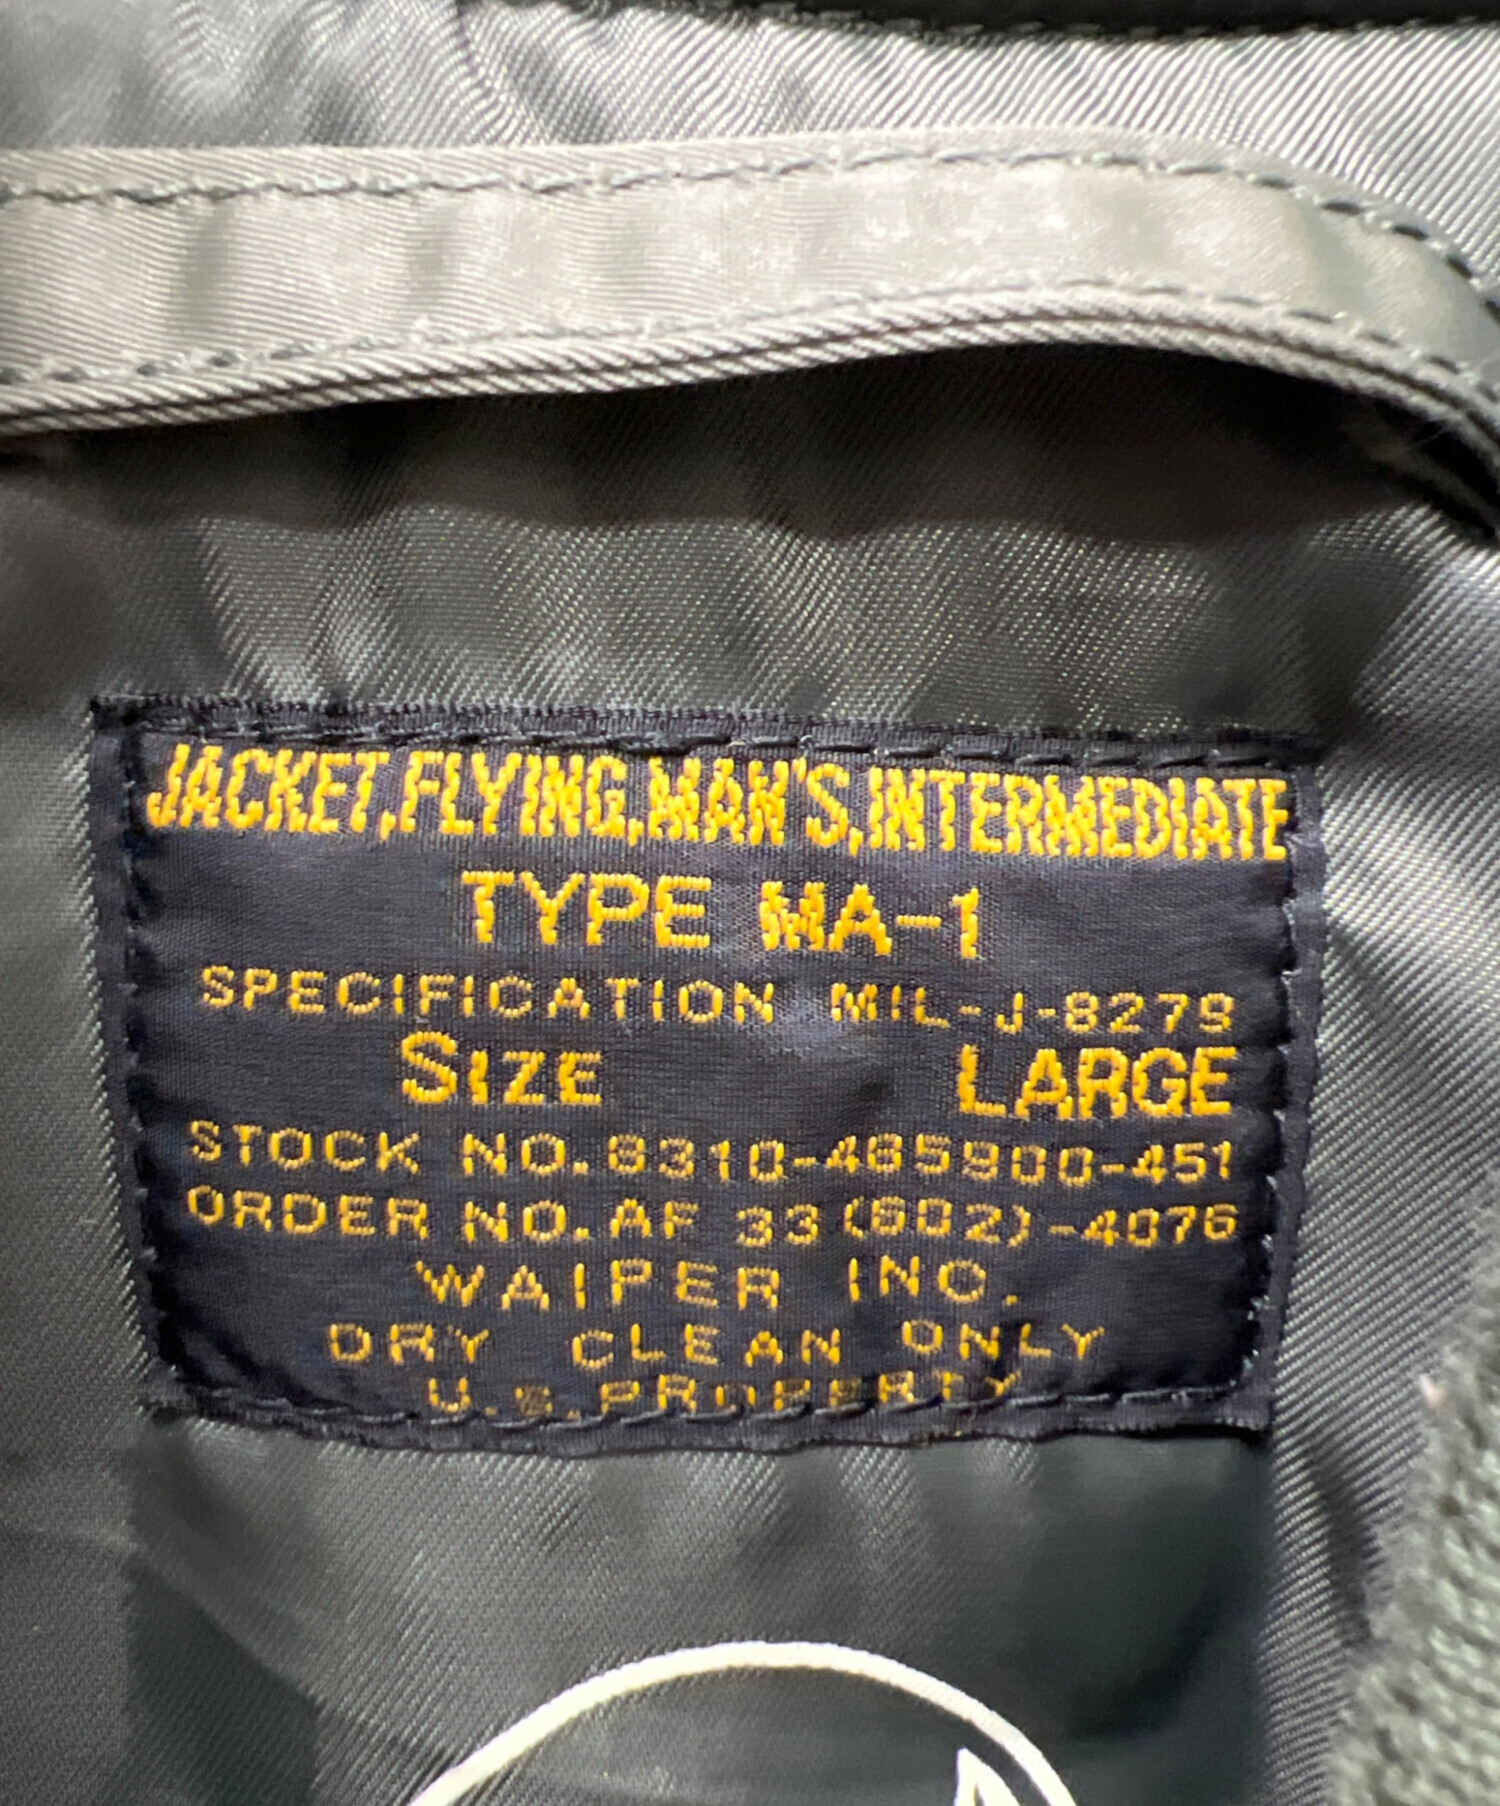 JACKET,FLYING,MAN'S,INTERMEDIATE
TYPE MA-1
SPECIFICATION MIL-J-8279
SIZE LARGE
STOCK NO.8310-465900-451
ORDER NO.AF 33 (602)-4076
WAIPER INC.
DRY CLEAN ONLY
U.S.PROPERTY